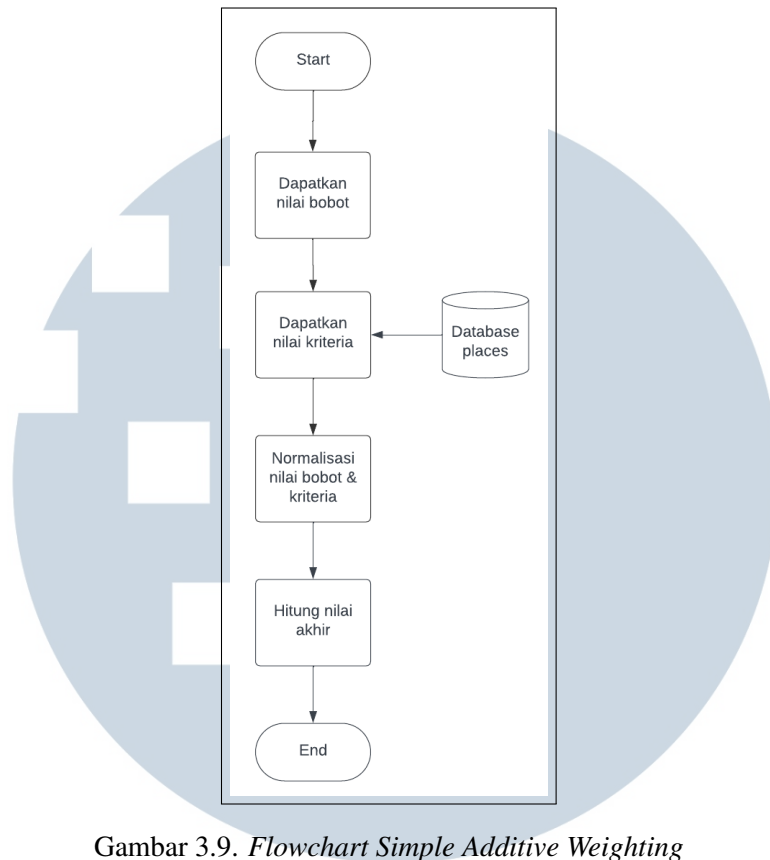 Start
Dapatkan
nilai bobot
Dapatkan
nilai kriteria
Database
places
Normalisasi
nilai bobot &
kriteria
Hitung nilai
akhir
End
Gambar 3.9. Flowchart Simple Additive Weighting